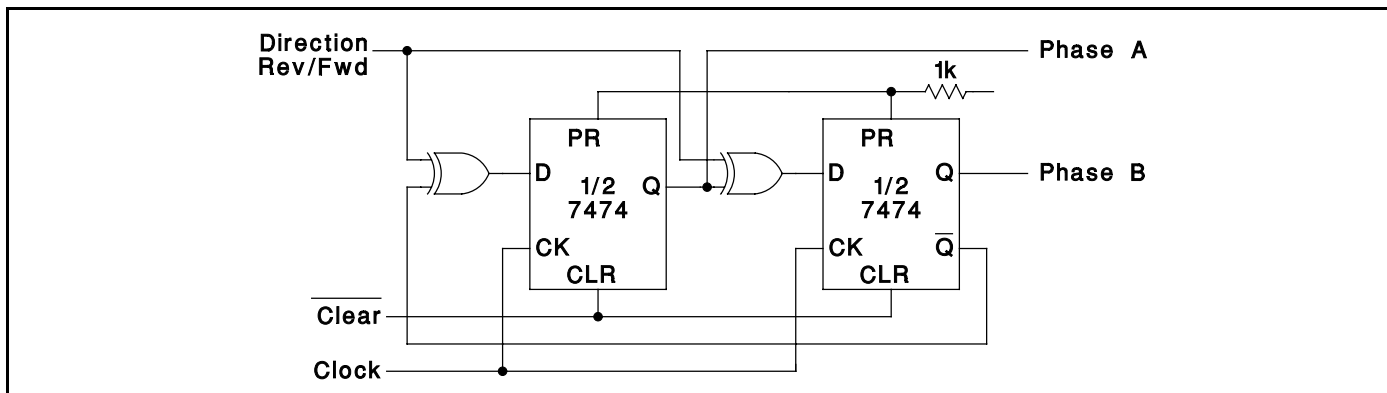 Direction
Rev/Fwd
Phase A
1k
PR
PR
D
1/2
7474
Q
D
1/2
7474
Q
Phase B
CK
CLR
CK
CLR
Q̅
C̅l̅e̅a̅r̅
Clock